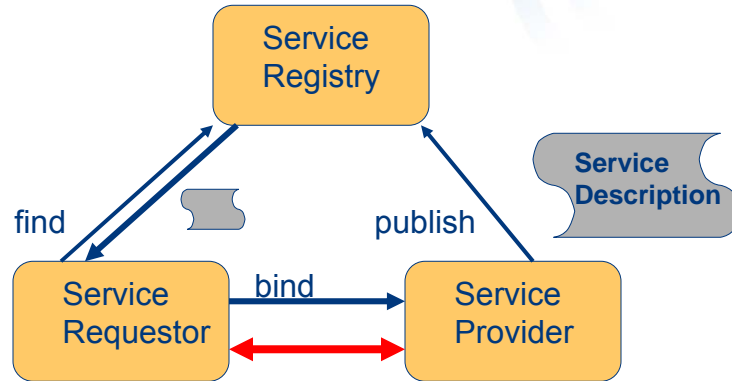 Service
Registry
Service
Description
find
publish
Service
Requestor
bind
Service
Provider